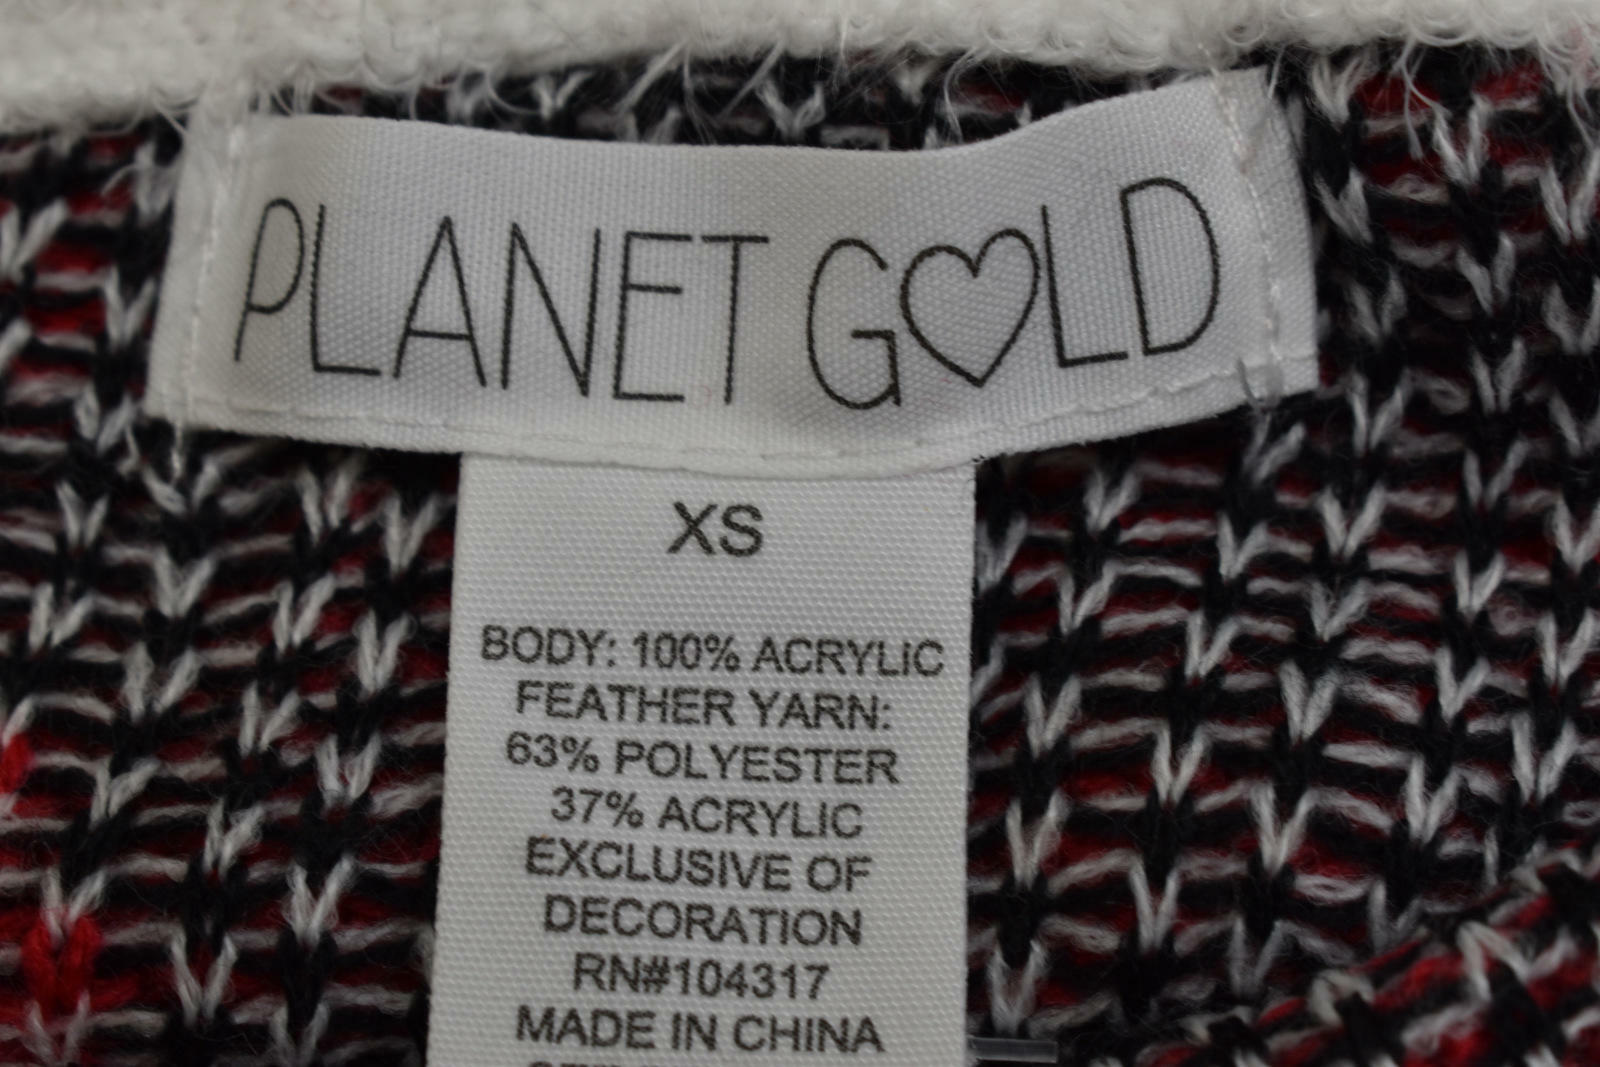 PLANET GOLD
XS
BODY: 100% ACRYLIC
FEATHER YARN:
63% POLYESTER
37% ACRYLIC
EXCLUSIVE OF
DECORATION
RN#104317
MADE IN CHINA